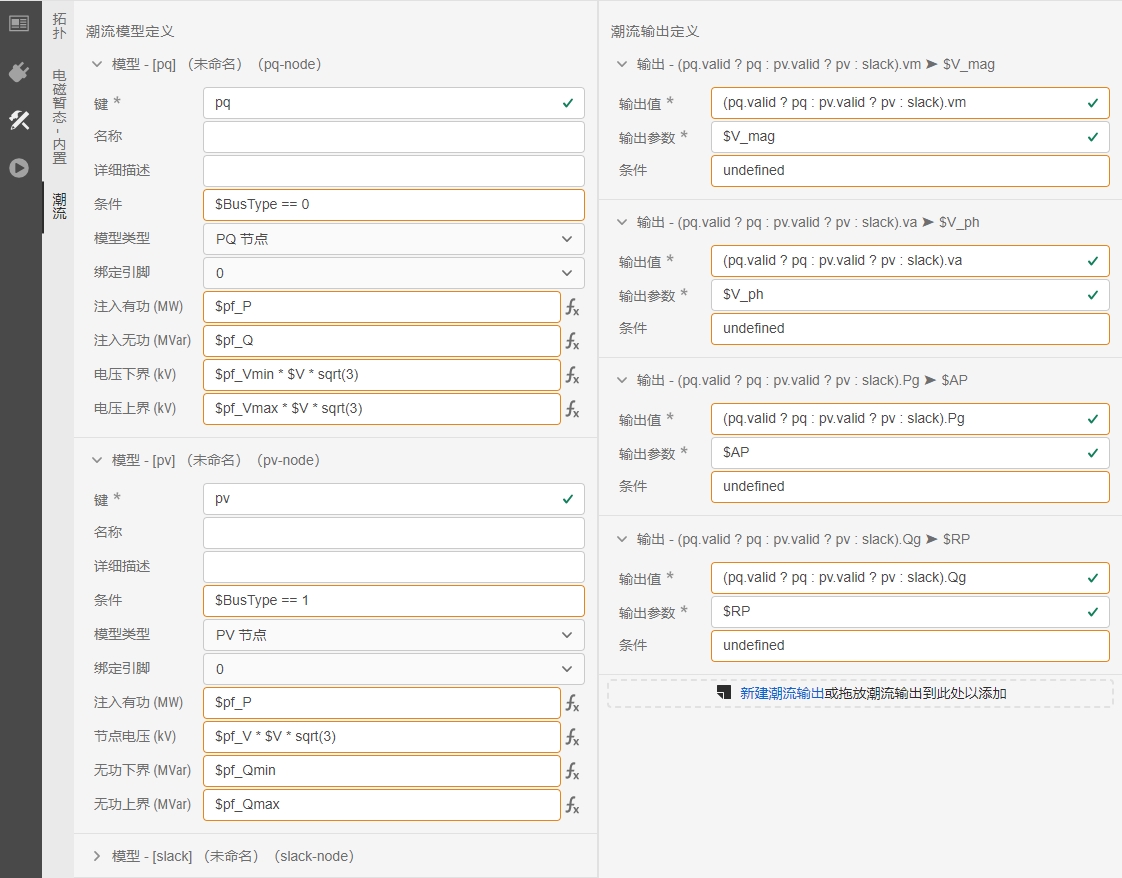 拓扑
电磁暂态 - 内置
潮流
潮流模型定义
模型 - [pq] （未命名）（pq-node）
键 *
pq
名称
详细描述
条件
$BusType == 0
模型类型
PQ 节点
绑定引脚
0
注入有功 (MW)
$pf_P
注入无功 (MVar)
$pf_Q
电压下界 (kV)
$pf_Vmin * $V * sqrt(3)
电压上界 (kV)
$pf_Vmax * $V * sqrt(3)
模型 - [pv] （未命名）（pv-node）
键 *
pv
名称
详细描述
条件
$BusType == 1
模型类型
PV 节点
绑定引脚
0
注入有功 (MW)
$pf_P
节点电压 (kV)
$pf_V * $V * sqrt(3)
无功下界 (MVar)
$pf_Qmin
无功上界 (MVar)
$pf_Qmax
模型 - [slack] （未命名）（slack-node）
潮流输出定义
输出 - (pq.valid ? pq : pv.valid ? pv : slack).vm ➤ $V_mag
输出值 *
(pq.valid ? pq : pv.valid ? pv : slack).vm
输出参数 *
$V_mag
条件
undefined
输出 - (pq.valid ? pq : pv.valid ? pv : slack).va ➤ $V_ph
输出值 *
(pq.valid ? pq : pv.valid ? pv : slack).va
输出参数 *
$V_ph
条件
undefined
输出 - (pq.valid ? pq : pv.valid ? pv : slack).Pg ➤ $AP
输出值 *
(pq.valid ? pq : pv.valid ? pv : slack).Pg
输出参数 *
$AP
条件
undefined
输出 - (pq.valid ? pq : pv.valid ? pv : slack).Qg ➤ $RP
输出值 *
(pq.valid ? pq : pv.valid ? pv : slack).Qg
输出参数 *
$RP
条件
undefined
新建潮流输出或拖放潮流输出到此处以添加